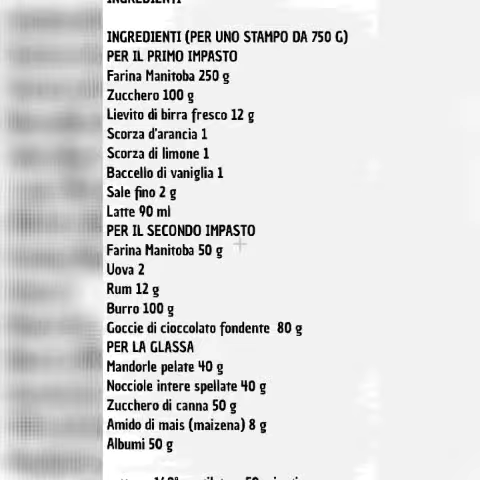 INGREDIENTI
INGREDIENTI (PER UNO STAMPO DA 750 G)
PER IL PRIMO IMPASTO
Farina Manitoba 250 g
Zucchero 100 g
Lievito di birra fresco 12 g
Scorza d'arancia 1
Scorza di limone 1
Baccello di vaniglia 1
Sale fino 2 g
Latte 90 ml
PER IL SECONDO IMPASTO
Farina Manitoba 50 g
Uova 2
Rum 12 g
Burro 100 g
Goccie di cioccolato fondente 80 g
PER LA GLASSA
Mandorle pelate 40 g
Nocciole intere spellate 40 g
Zucchero di canna 50 g
Amido di mais (maizena) 8 g
Albumi 50 g